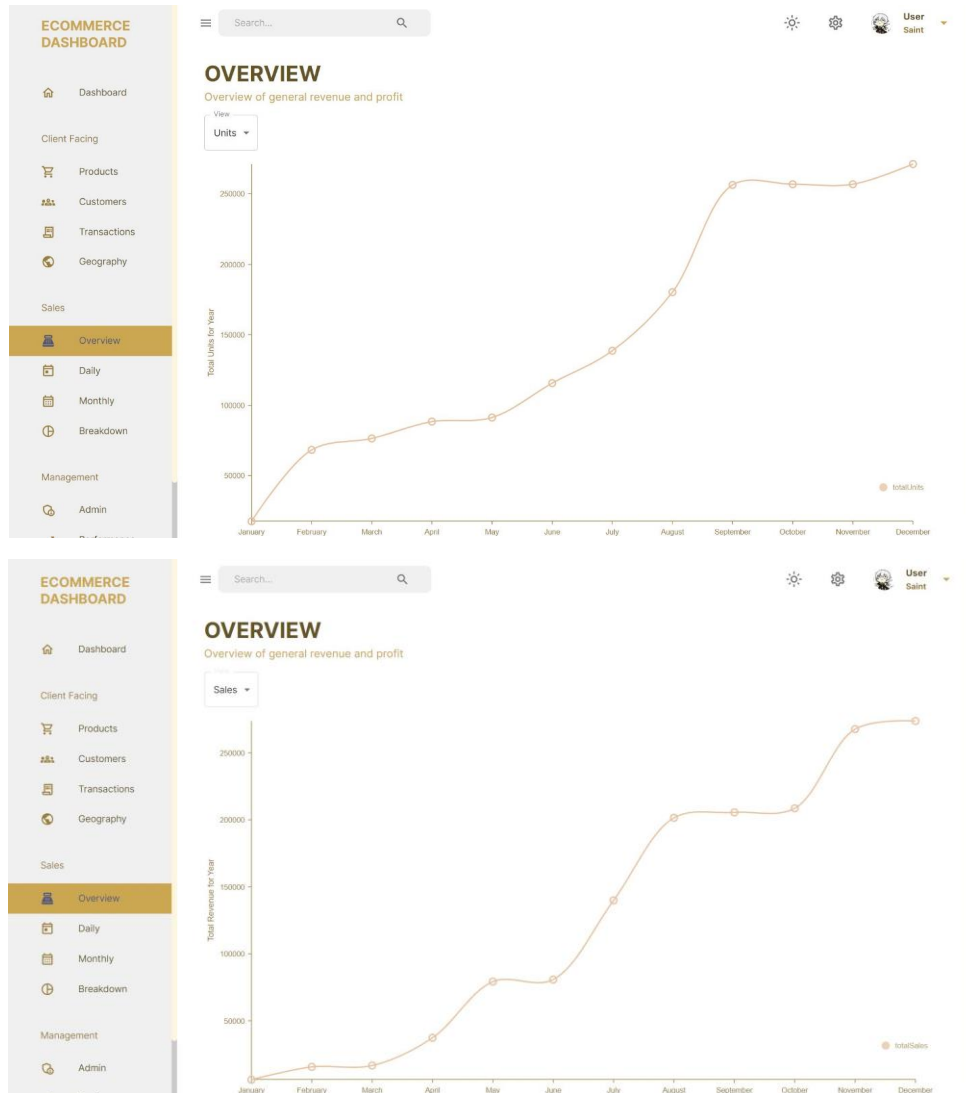 ECOMMERCE
DASHBOARD
Search...
User
Saint
Dashboard
Client Facing
Products
Customers
Transactions
Geography
Sales
Overview
Daily
Monthly
Breakdown
Management
Admin
OVERVIEW
Overview of general revenue and profit
View
Units
250000
200000
150000
100000
50000
Total Units for Year
totalUnits
January February March April May June July August September October November December
ECOMMERCE
DASHBOARD
Search...
User
Saint
Dashboard
Client Facing
Products
Customers
Transactions
Geography
Sales
Overview
Daily
Monthly
Breakdown
Management
Admin
OVERVIEW
Overview of general revenue and profit
Sales
250000
200000
150000
100000
50000
Total Revenue for Year
totalSales
January February March April May June July August September October November December